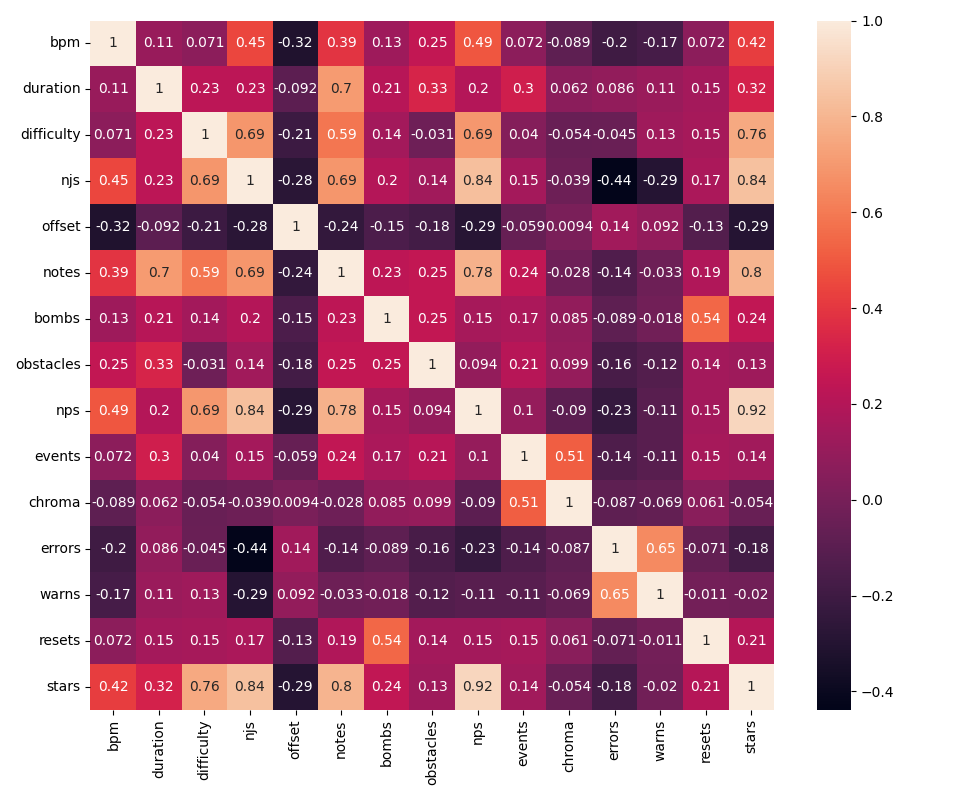 bpm 1 0.11 0.071 0.45 -0.32 0.39 0.13 0.25 0.49 0.072 -0.089 -0.2 -0.17 0.072 0.42
duration 0.11 1 0.23 0.23 -0.092 0.7 0.21 0.33 0.2 0.3 0.062 0.086 0.11 0.15 0.32
difficulty 0.071 0.23 1 0.69 -0.21 0.59 0.14 -0.031 0.69 0.04 -0.054 -0.045 0.13 0.15 0.76
njs 0.45 0.23 0.69 1 -0.28 0.69 0.2 0.14 0.84 0.15 -0.039 -0.44 -0.29 0.17 0.84
offset -0.32 -0.092 -0.21 -0.28 1 -0.24 -0.15 -0.18 -0.29 -0.059 0.0094 0.14 0.092 -0.13 -0.29
notes 0.39 0.7 0.59 0.69 -0.24 1 0.23 0.25 0.78 0.24 -0.028 -0.14 -0.033 0.19 0.8
bombs 0.13 0.21 0.14 0.2 -0.15 0.23 1 0.25 0.15 0.17 0.085 -0.089 -0.018 0.54 0.24
obstacles 0.25 0.33 -0.031 0.14 -0.18 0.25 0.25 1 0.094 0.21 0.099 -0.16 -0.12 0.14 0.13
nps 0.49 0.2 0.69 0.84 -0.29 0.78 0.15 0.094 1 0.1 -0.09 -0.23 -0.11 0.15 0.92
events 0.072 0.3 0.04 0.15 -0.059 0.24 0.17 0.21 0.1 1 0.51 -0.14 -0.11 0.15 0.14
chroma -0.089 0.062 -0.054 -0.039 0.0094 -0.028 0.085 0.099 -0.09 0.51 1 -0.087 -0.069 0.061 -0.054
errors -0.2 0.086 -0.045 -0.44 0.14 -0.14 -0.089 -0.16 -0.23 -0.14 -0.087 1 0.65 -0.071 -0.18
warns -0.17 0.11 0.13 -0.29 0.092 -0.033 -0.018 -0.12 -0.11 -0.11 -0.069 0.65 1 -0.011 -0.02
resets 0.072 0.15 0.15 0.17 -0.13 0.19 0.54 0.14 0.15 0.15 0.061 -0.071 -0.011 1 0.21
stars 0.42 0.32 0.76 0.84 -0.29 0.8 0.24 0.13 0.92 0.14 -0.054 -0.18 -0.02 0.21 1
bpm duration difficulty njs offset notes bombs obstacles nps events chroma errors warns resets stars
1.0
0.8
0.6
0.4
0.2
0.0
−0.2
−0.4